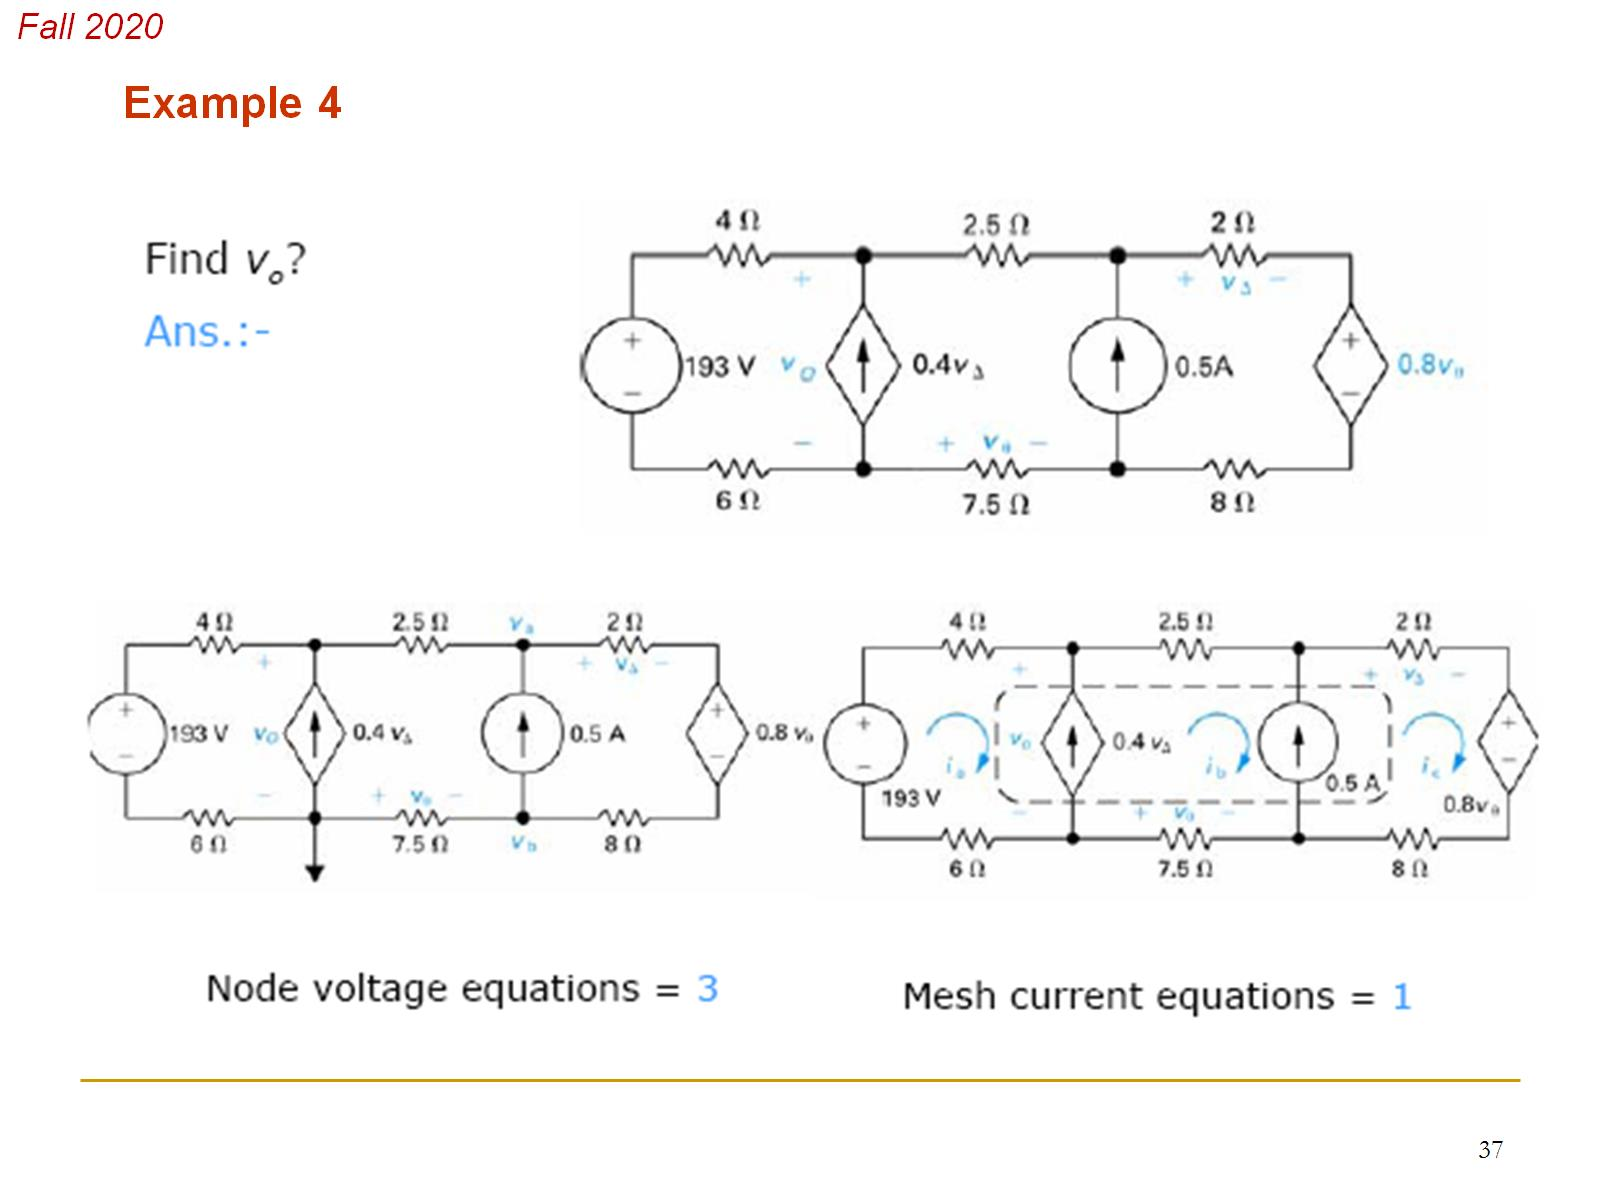 Fall 2020
Example 4
Find vo?
Ans.:-
4 Ω 2.5 Ω 2 Ω
+ + vΔ −
+ 193 V vO 0.4vΔ 0.5A + 0.8vθ
− −
− + vθ −
6 Ω 7.5 Ω 8 Ω
4 Ω 2.5 Ω va 2 Ω
+ + vΔ −
+ 193 V vO 0.4 vΔ 0.5 A + 0.8 vθ
− −
− + vθ −
6 Ω 7.5 Ω vb 8 Ω
4 Ω 2.5 Ω 2 Ω
+ + vΔ −
+ vO 0.4 vΔ +
− ia ib ic −
193 V 0.5 A 0.8vθ
− + vθ −
6 Ω 7.5 Ω 8 Ω
Node voltage equations = 3
Mesh current equations = 1
37